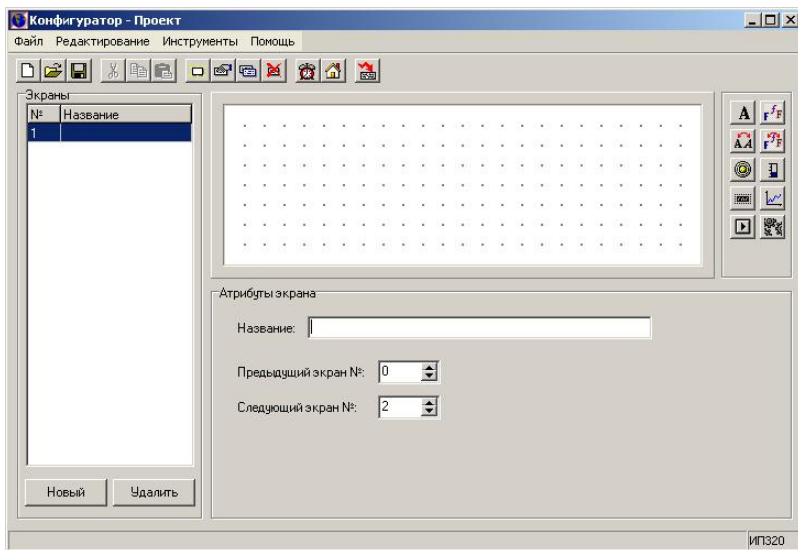 Конфигуратор - Проект
Файл Редактирование Инструменты Помощь
Экраны
№ Название
1
A
Атрибуты экрана
Название:
Предыдущий экран №: 0
Следующий экран №: 2
Новый Удалить
ИП320